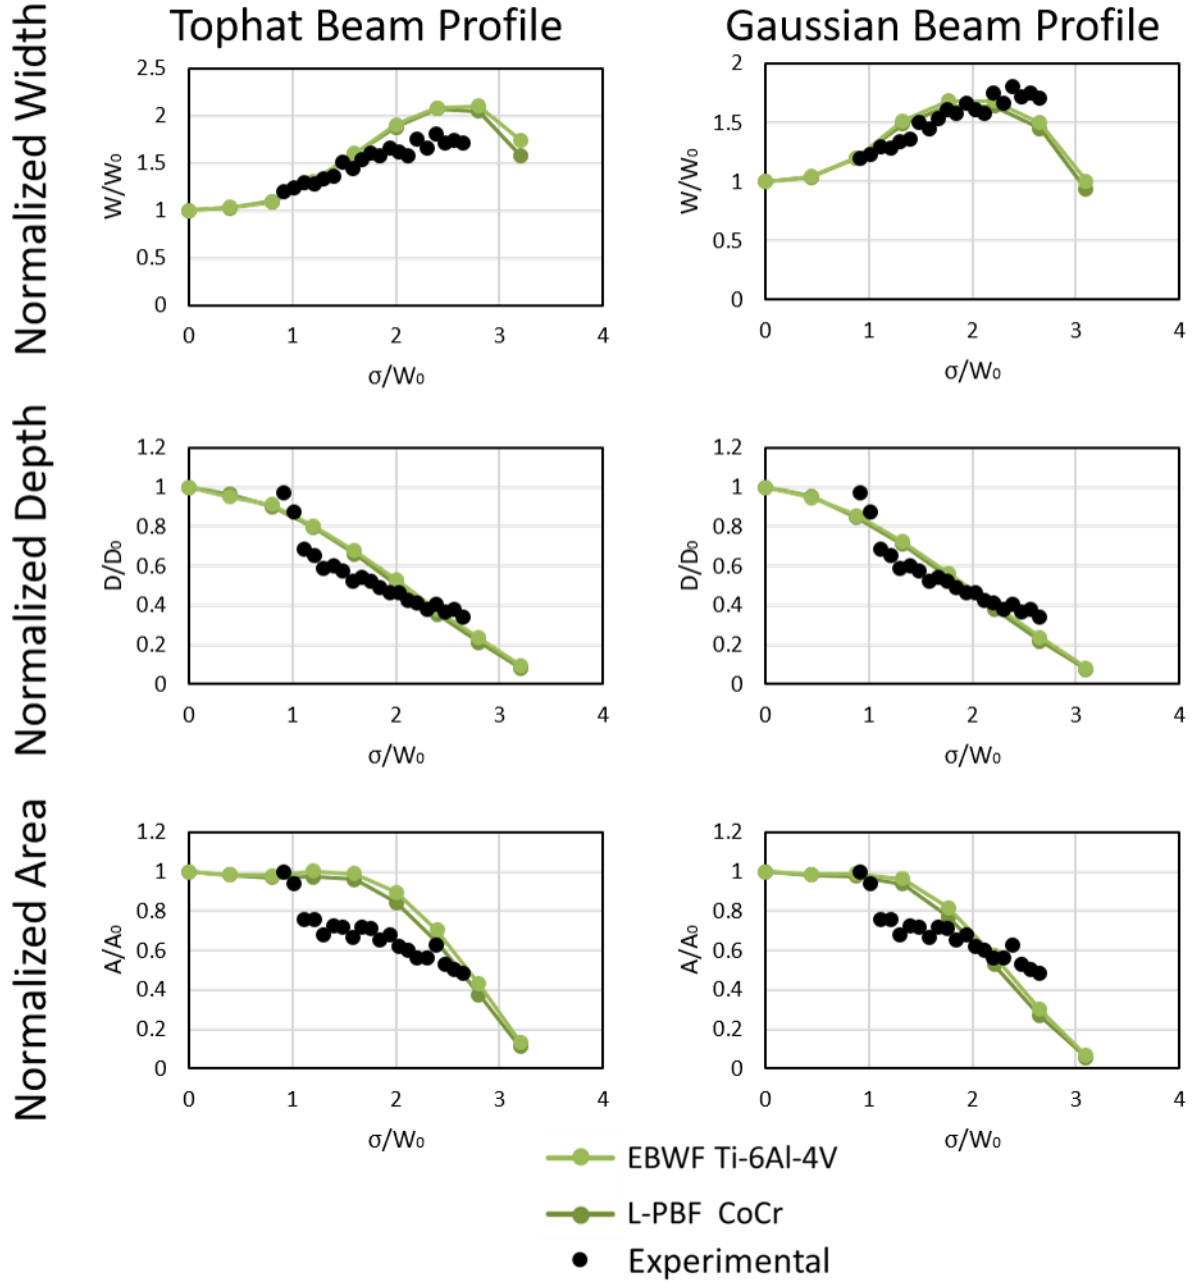 Tophat Beam Profile
Gaussian Beam Profile
Normalized Width
2.5
2
1.5
1
0.5
0
W/W₀
0 1 2 3 4
σ/W₀
2
1.5
1
0.5
0
W/W₀
0 1 2 3 4
σ/W₀
Normalized Depth
1.2
1
0.8
0.6
0.4
0.2
0
D/D₀
0 1 2 3 4
σ/W₀
1.2
1
0.8
0.6
0.4
0.2
0
D/D₀
0 1 2 3 4
σ/W₀
Normalized Area
1.2
1
0.8
0.6
0.4
0.2
0
A/A₀
0 1 2 3 4
σ/W₀
1.2
1
0.8
0.6
0.4
0.2
0
A/A₀
0 1 2 3 4
σ/W₀
EBWF Ti-6Al-4V
L-PBF CoCr
Experimental